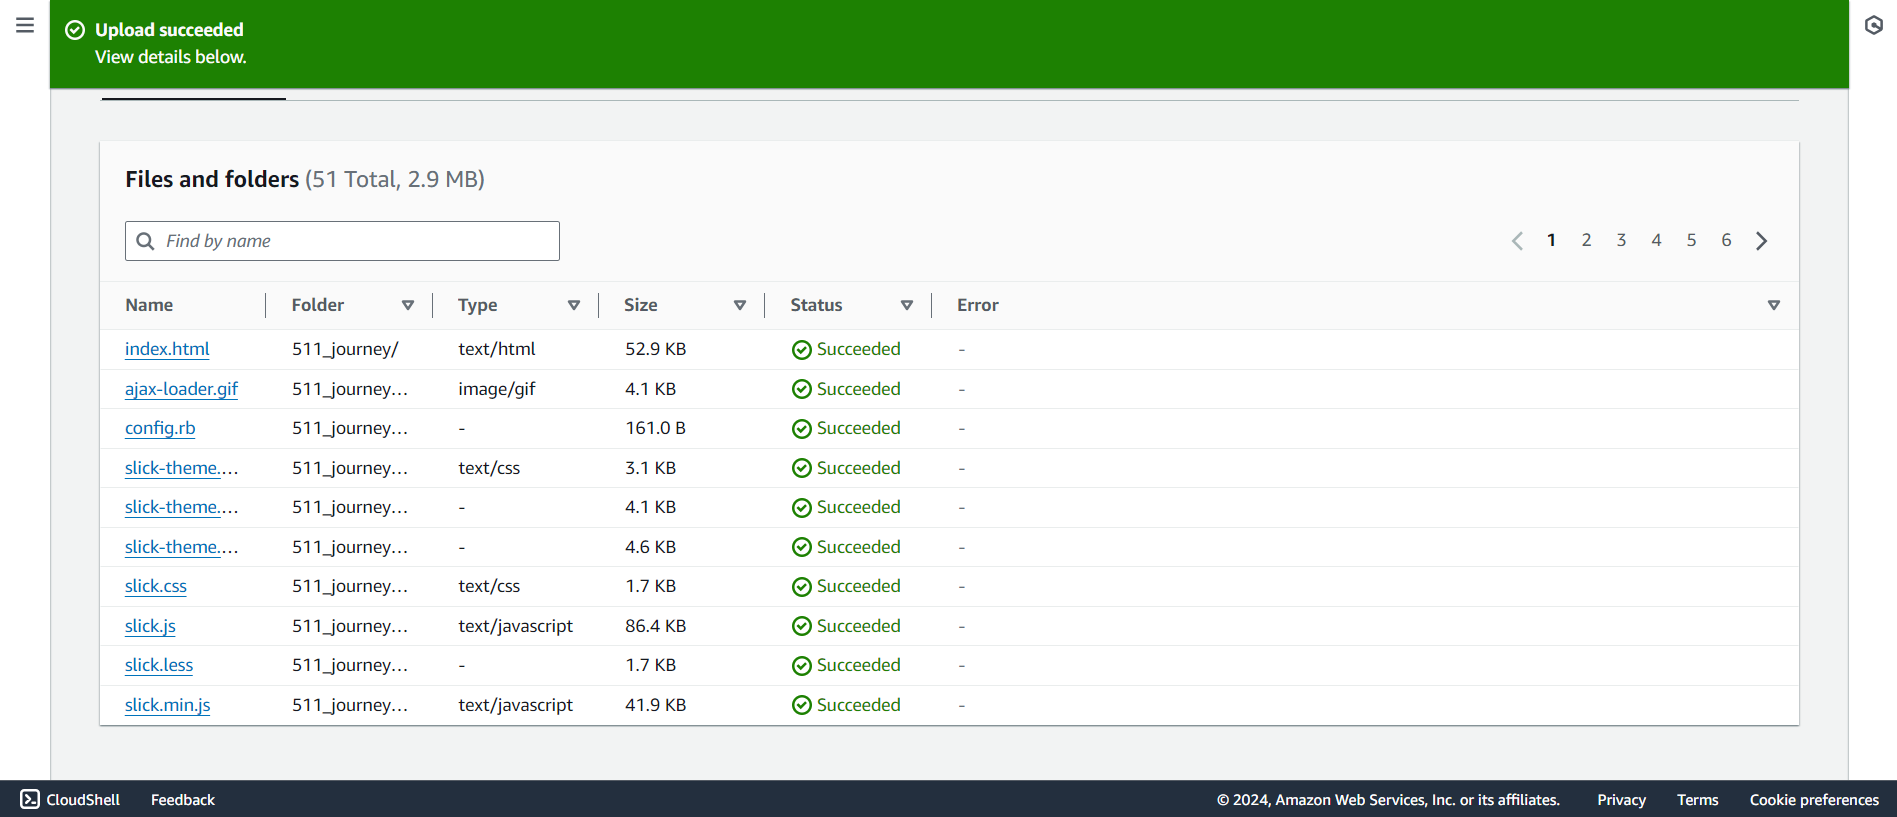 Upload succeeded
View details below.
Files and folders (51 Total, 2.9 MB)
Find by name
1 2 3 4 5 6
Name Folder Type Size Status Error
index.html 511_journey/ text/html 52.9 KB Succeeded -
ajax-loader.gif 511_journey... image/gif 4.1 KB Succeeded -
config.rb 511_journey... - 161.0 B Succeeded -
slick-theme.... 511_journey... text/css 3.1 KB Succeeded -
slick-theme.... 511_journey... - 4.1 KB Succeeded -
slick-theme.... 511_journey... - 4.6 KB Succeeded -
slick.css 511_journey... text/css 1.7 KB Succeeded -
slick.js 511_journey... text/javascript 86.4 KB Succeeded -
slick.less 511_journey... - 1.7 KB Succeeded -
slick.min.js 511_journey... text/javascript 41.9 KB Succeeded -
CloudShell Feedback © 2024, Amazon Web Services, Inc. or its affiliates. Privacy Terms Cookie preferences